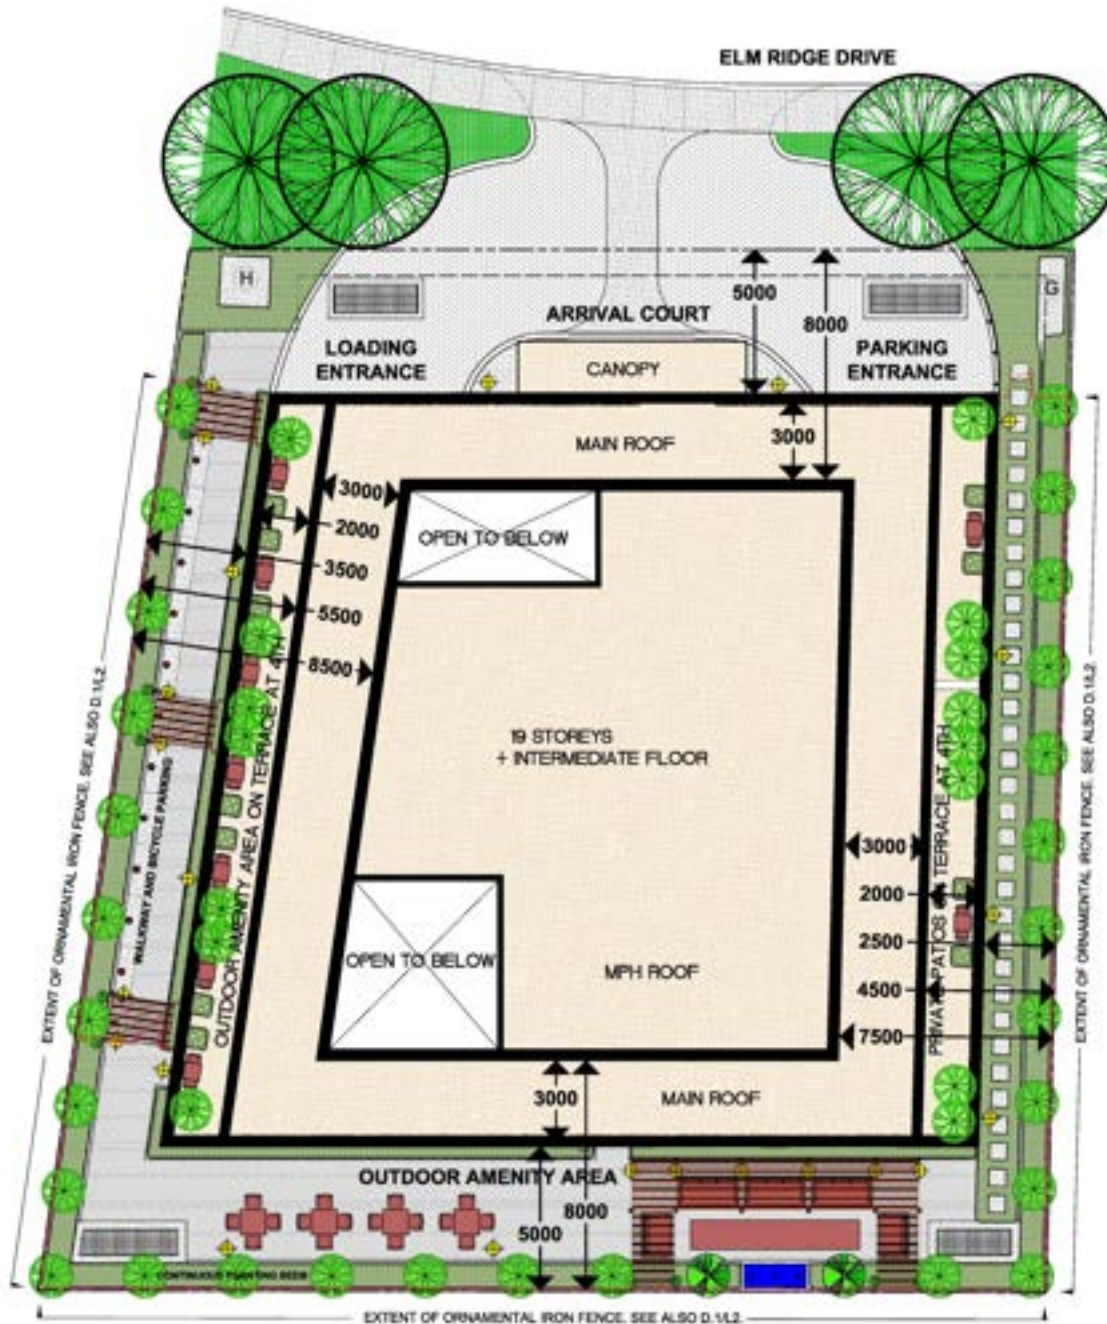 ELM RIDGE DRIVE
H
G
5000
8000
ARRIVAL COURT
LOADING
ENTRANCE
PARKING
ENTRANCE
CANOPY
MAIN ROOF
3000
3000
2000
3500
5500
8500
OPEN TO BELOW
19 STOREYS
+ INTERMEDIATE FLOOR
OUTDOOR AMENITY AREA ON TERRACE AT 4TH
WALKWAY AND BICYCLE PARKING
EXTENT OF ORNAMENTAL IRON FENCE. SEE ALSO D.1/L2.
PRIVATE PATIOS ON TERRACE AT 4TH
EXTENT OF ORNAMENTAL IRON FENCE. SEE ALSO D.1/L2
3000
2000
2500
4500
7500
OPEN TO BELOW
MPH ROOF
3000
MAIN ROOF
OUTDOOR AMENITY AREA
8000
5000
CONTINUOUS PLANTING BEDS
EXTENT OF ORNAMENTAL IRON FENCE. SEE ALSO D.1/L2